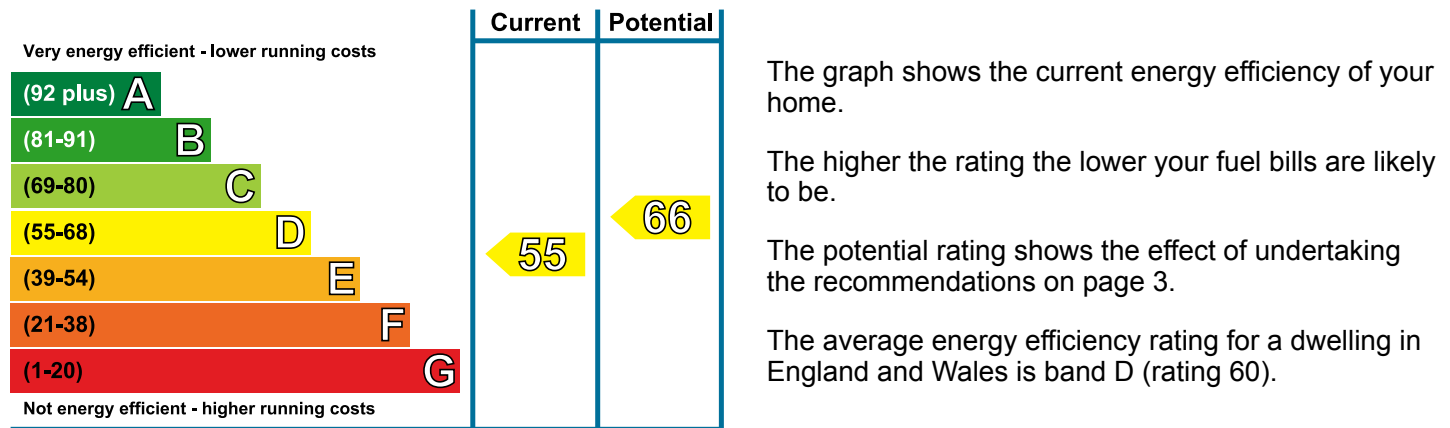 Current Potential
Very energy efficient - lower running costs
(92 plus) A
(81-91) B
(69-80) C
(55-68) D
(39-54) E
(21-38) F
(1-20) G
Not energy efficient - higher running costs
55
66
The graph shows the current energy efficiency of your
home.
The higher the rating the lower your fuel bills are likely
to be.
The potential rating shows the effect of undertaking
the recommendations on page 3.
The average energy efficiency rating for a dwelling in
England and Wales is band D (rating 60).